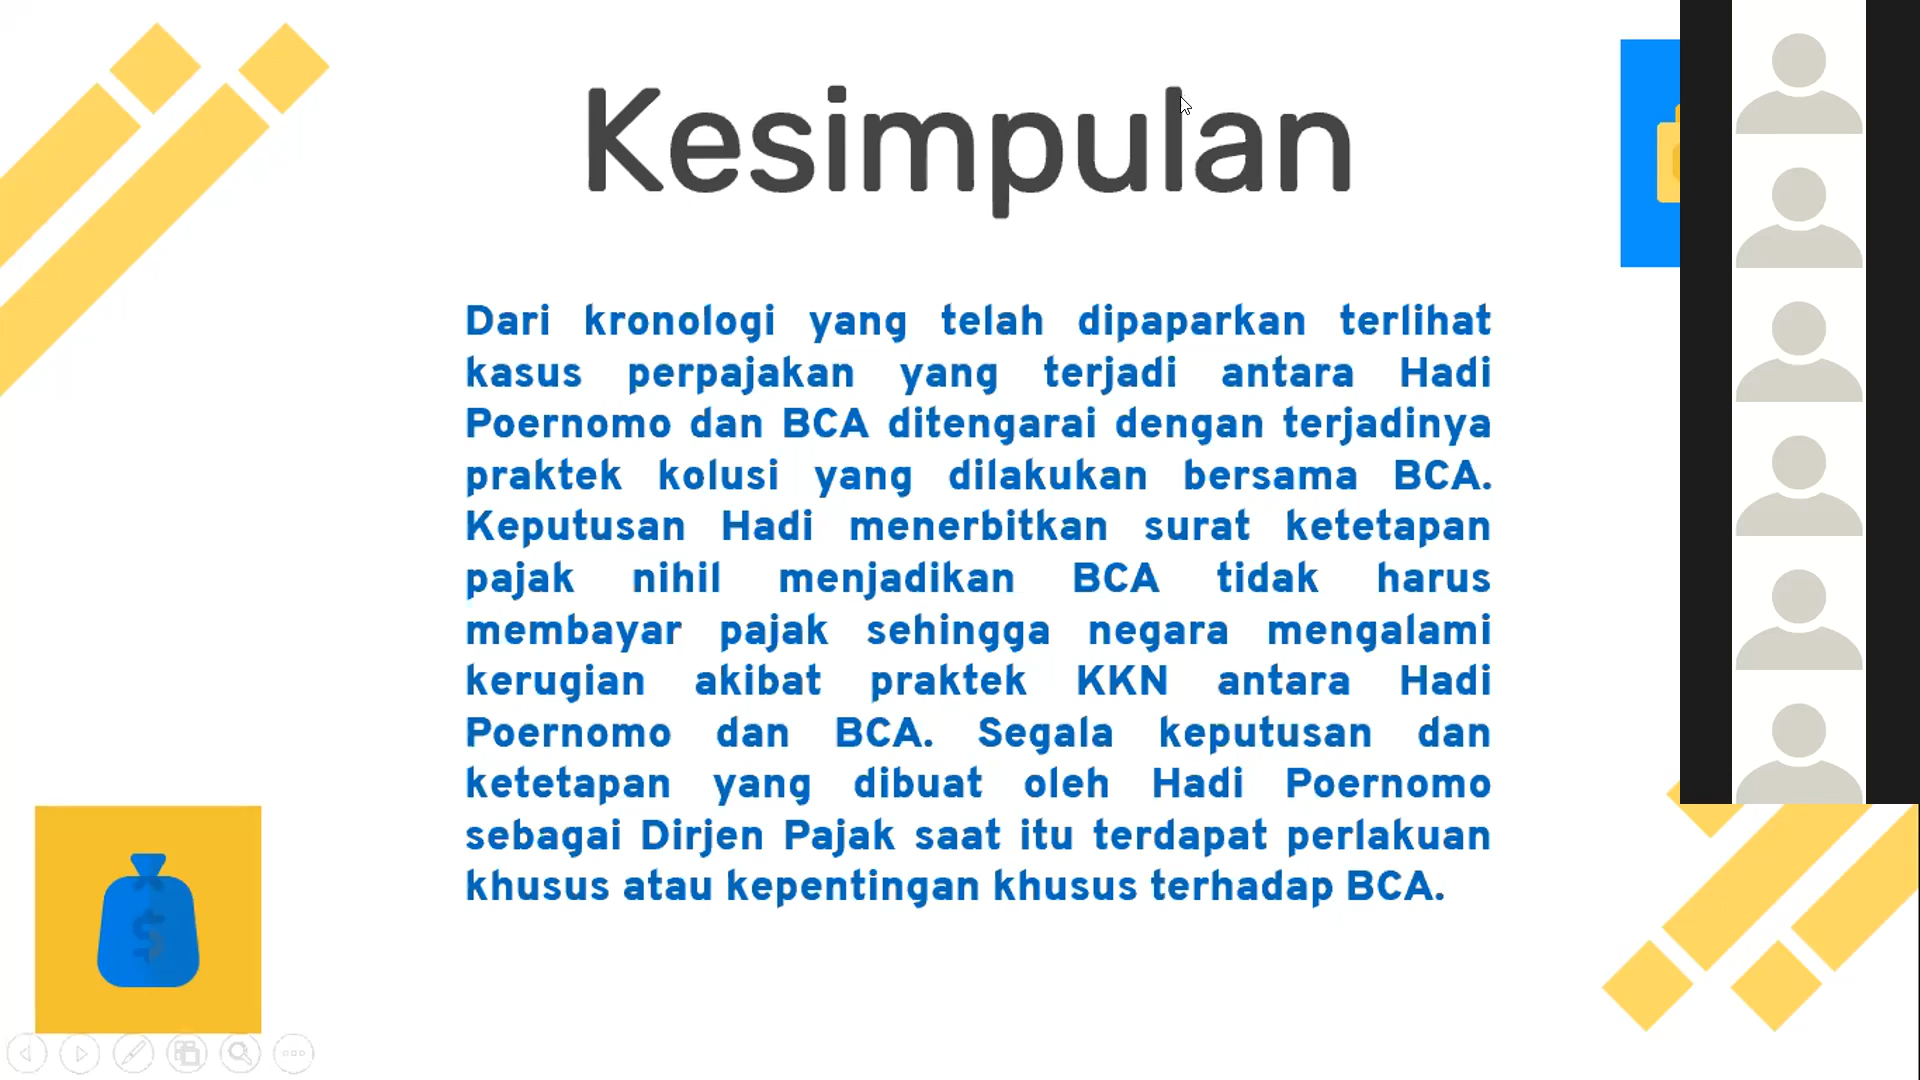 Kesimpulan
Dari kronologi yang telah dipaparkan terlihat
kasus perpajakan yang terjadi antara Hadi
Poernomo dan BCA ditengarai dengan terjadinya
praktek kolusi yang dilakukan bersama BCA.
Keputusan Hadi menerbitkan surat ketetapan
pajak nihil menjadikan BCA tidak harus
membayar pajak sehingga negara mengalami
kerugian akibat praktek KKN antara Hadi
Poernomo dan BCA. Segala keputusan dan
ketetapan yang dibuat oleh Hadi Poernomo
sebagai Dirjen Pajak saat itu terdapat perlakuan
khusus atau kepentingan khusus terhadap BCA.
$